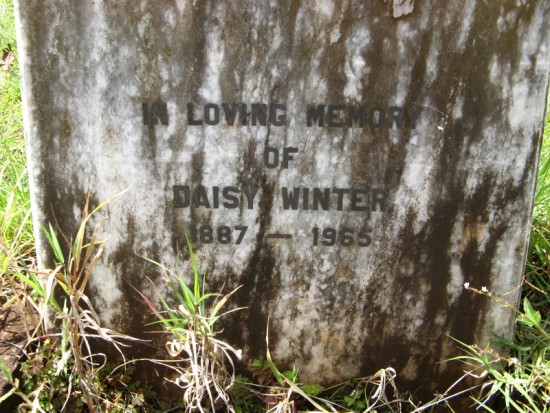 IN LOVING MEMORY
OF
DAISY WINTER
1887 — 1965